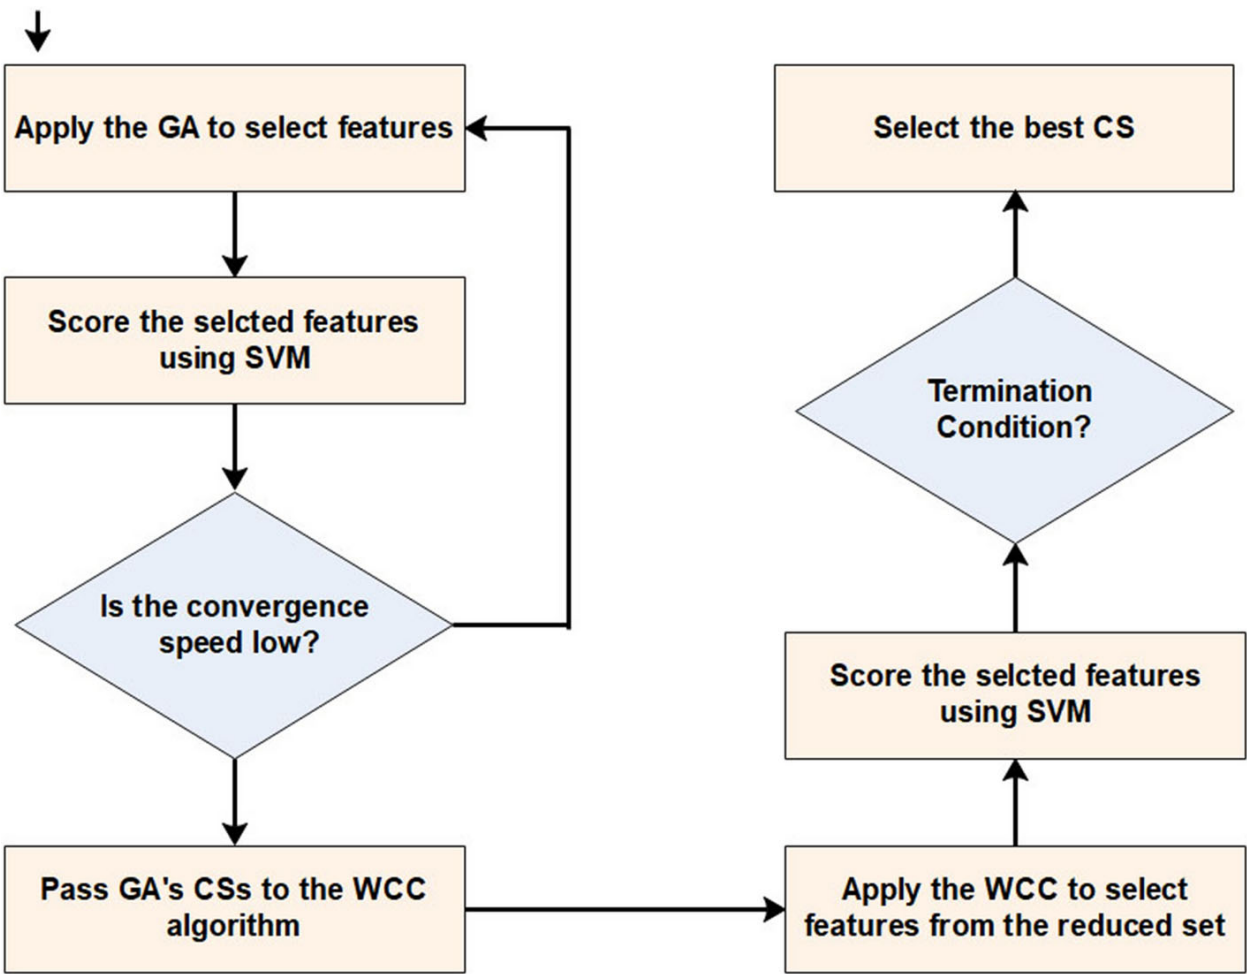 Apply the GA to select features
Score the selcted features
using SVM
Is the convergence
speed low?
Pass GA's CSs to the WCC
algorithm
Apply the WCC to select
features from the reduced set
Score the selcted features
using SVM
Termination
Condition?
Select the best CS